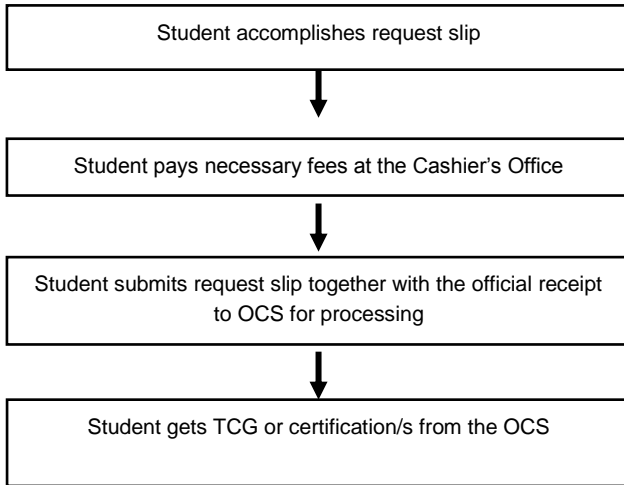 Student accomplishes request slip
Student pays necessary fees at the Cashier’s Office
Student submits request slip together with the official receipt
to OCS for processing
Student gets TCG or certification/s from the OCS